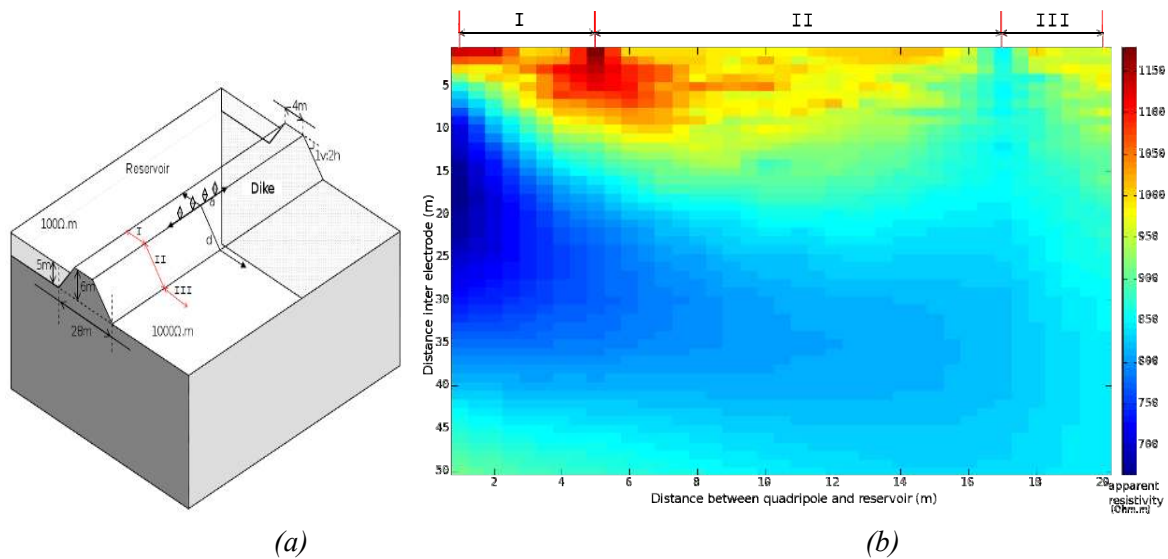 4m
1v:2h
Reservoir
Dike
a
100Ω.m
d
I
II
III
5m
6m
28m
1000Ω.m
(a)
I II III
5
10
15
20
25
30
35
40
45
50
2 4 6 8 10 12 14 16 18 20
Distance inter electrode (m)
Distance between quadripole and reservoir (m)
1150
1100
1050
1000
950
900
850
800
750
700
apparent
resistivity
(Ohm.m)
(b)